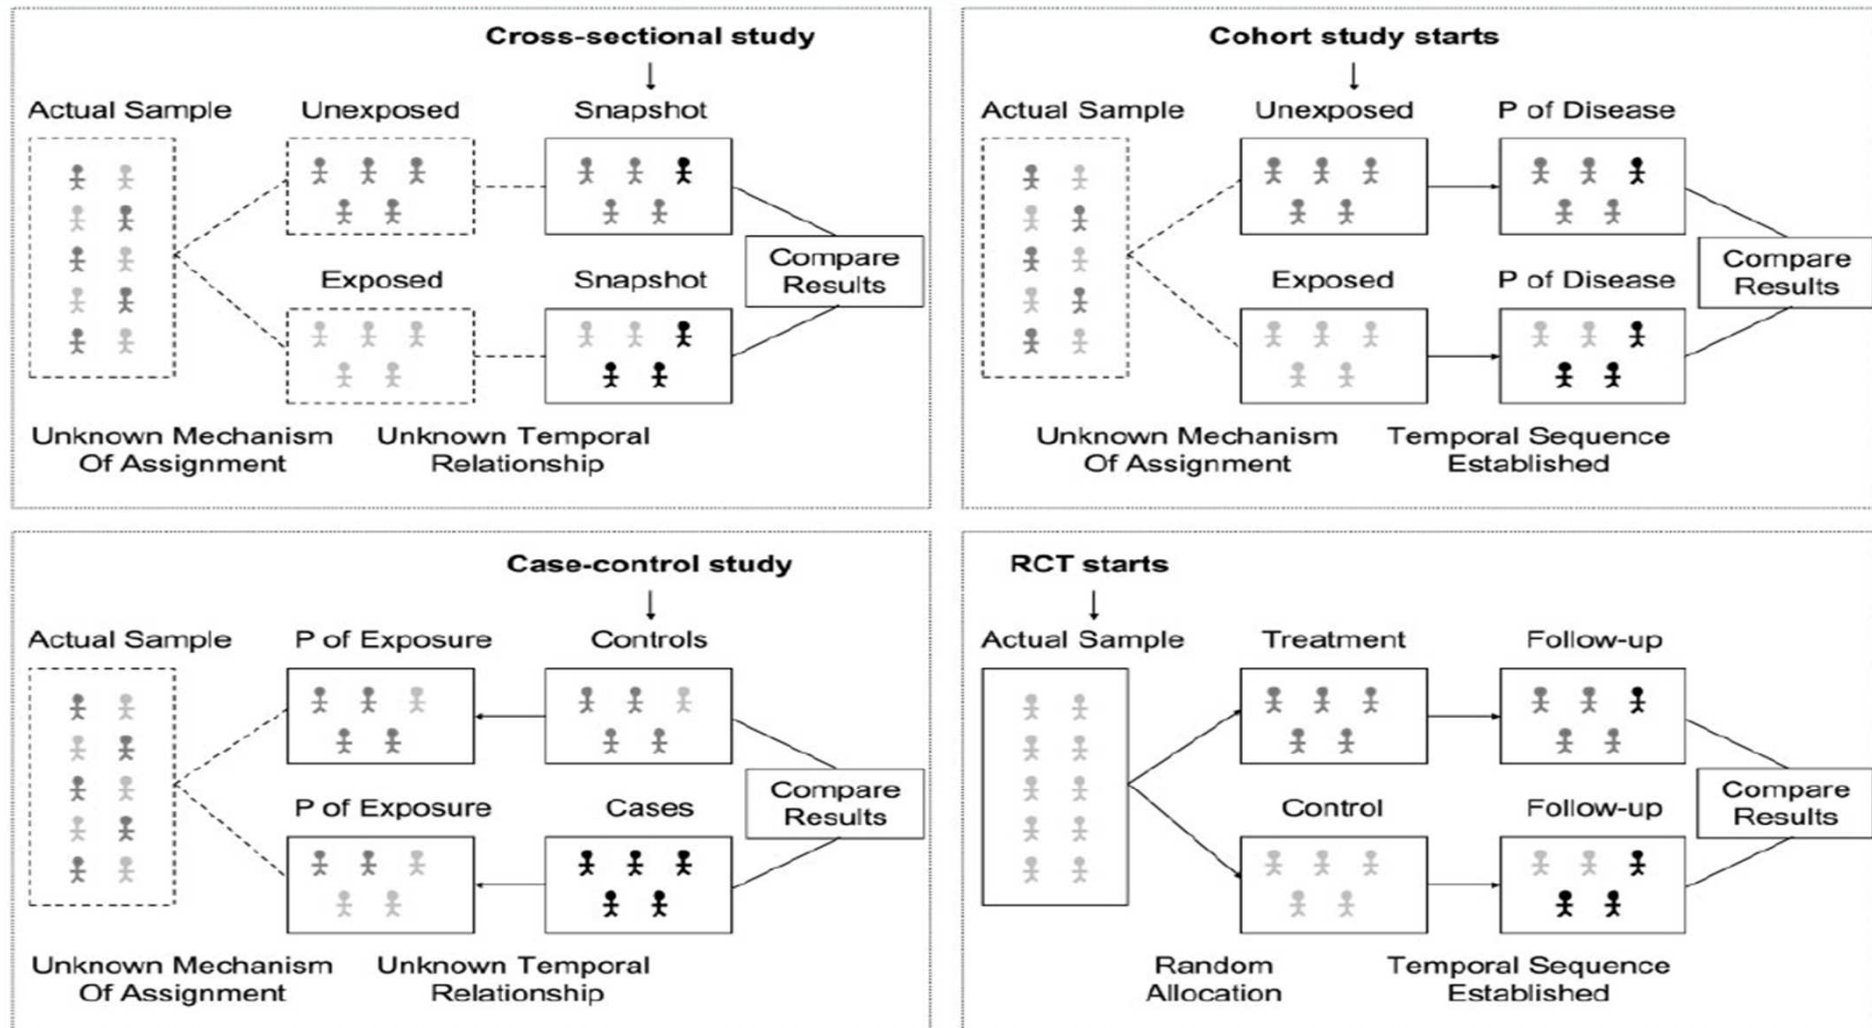 Cross-sectional study
Actual Sample
Unexposed
Snapshot
Exposed
Snapshot
Compare
Results
Unknown Mechanism
Of Assignment
Unknown Temporal
Relationship
Cohort study starts
Actual Sample
Unexposed
P of Disease
Exposed
P of Disease
Compare
Results
Unknown Mechanism
Of Assignment
Temporal Sequence
Established
Case-control study
Actual Sample
P of Exposure
Controls
P of Exposure
Cases
Compare
Results
Unknown Mechanism
Of Assignment
Unknown Temporal
Relationship
RCT starts
Actual Sample
Treatment
Follow-up
Control
Follow-up
Compare
Results
Random
Allocation
Temporal Sequence
Established